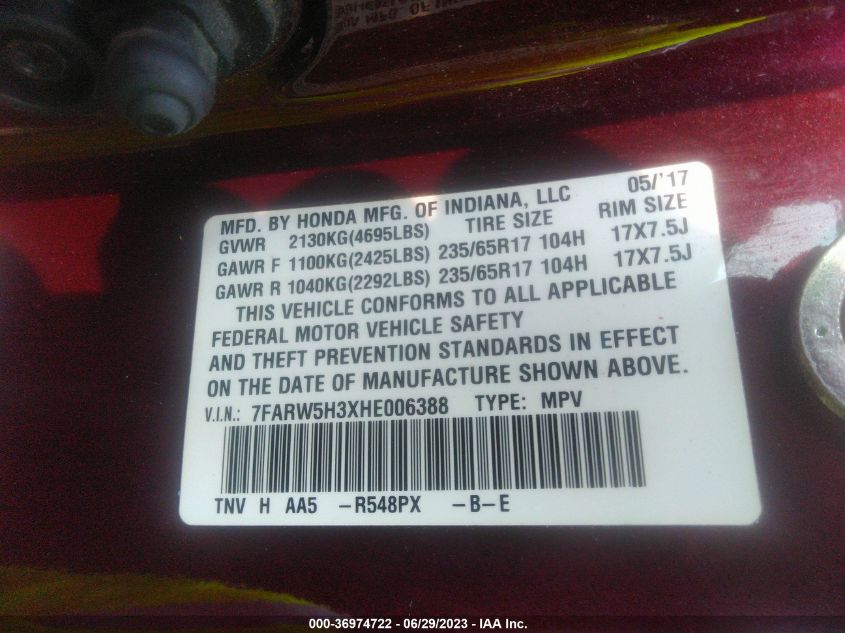 MFD. BY HONDA MFG. OF INDIANA, LLC 05/'17
GVWR 2130KG(4695LBS) TIRE SIZE RIM SIZE
GAWR F 1100KG(2425LBS) 235/65R17 104H 17X7.5J
GAWR R 1040KG(2292LBS) 235/65R17 104H 17X7.5J
THIS VEHICLE CONFORMS TO ALL APPLICABLE
FEDERAL MOTOR VEHICLE SAFETY
AND THEFT PREVENTION STANDARDS IN EFFECT
ON THE DATE OF MANUFACTURE SHOWN ABOVE.
V.I.N.: 7FARW5H3XHE006388 TYPE: MPV
TNV H AA5 –R548PX –B–E
000-36974722 - 06/29/2023 - IAA Inc.